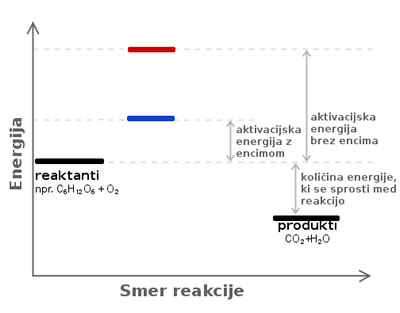 Energija
aktivacijska
energija z
encimom
aktivacijska
energija
brez encima
reaktanti
npr. C₆H₁₂O₆ + O₂
količina energije,
ki se sprosti med
reakcijo
produkti
CO₂+H₂O
Smer reakcije